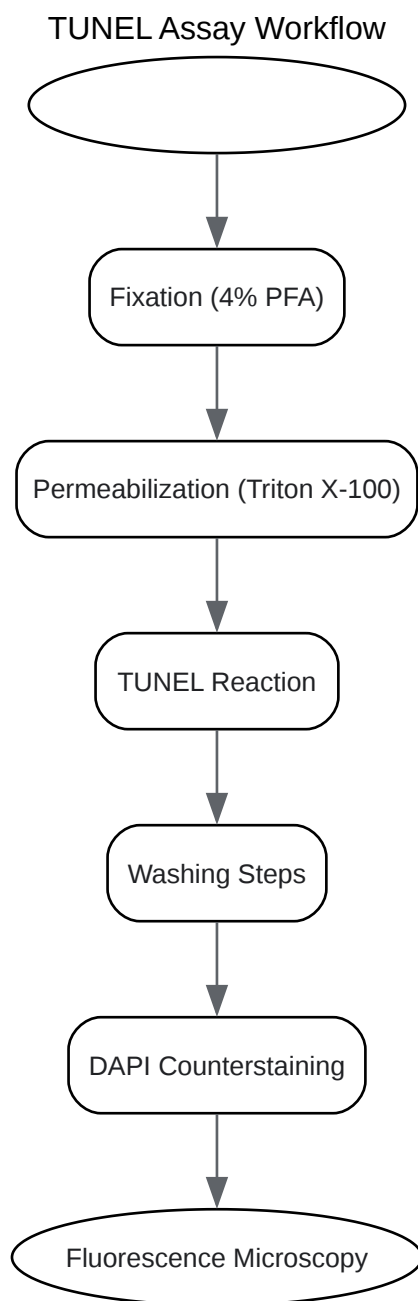 TUNEL Assay Workflow
Fixation (4% PFA)
Permeabilization (Triton X-100)
TUNEL Reaction
Washing Steps
DAPI Counterstaining
Fluorescence Microscopy